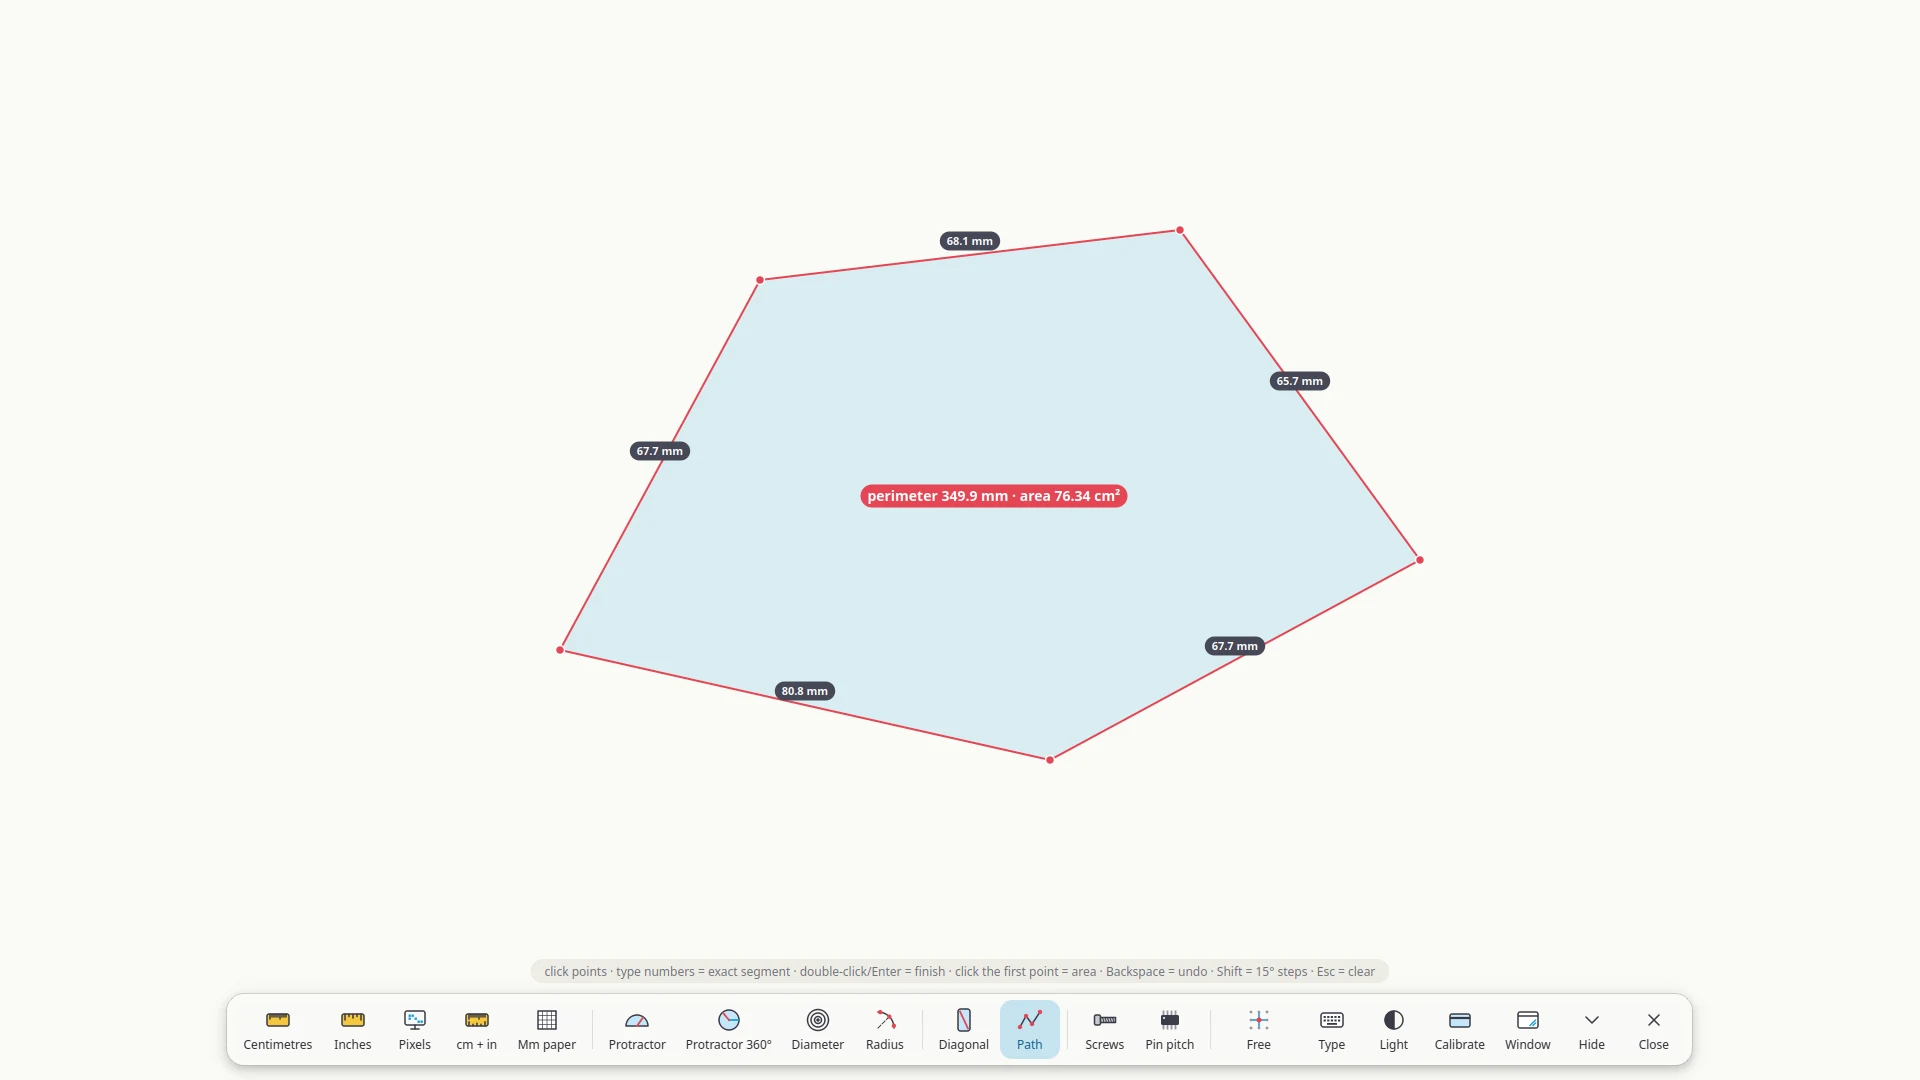 68.1 mm
65.7 mm
67.7 mm
perimeter 349.9 mm · area 76.34 cm²
67.7 mm
80.8 mm
click points · type numbers = exact segment · double-click/Enter = finish · click the first point = area · Backspace = undo · Shift = 15° steps · Esc = clear
Centimetres Inches Pixels cm + in Mm paper Protractor Protractor 360° Diameter Radius Diagonal Path Screws Pin pitch Free Type Light Calibrate Window Hide Close